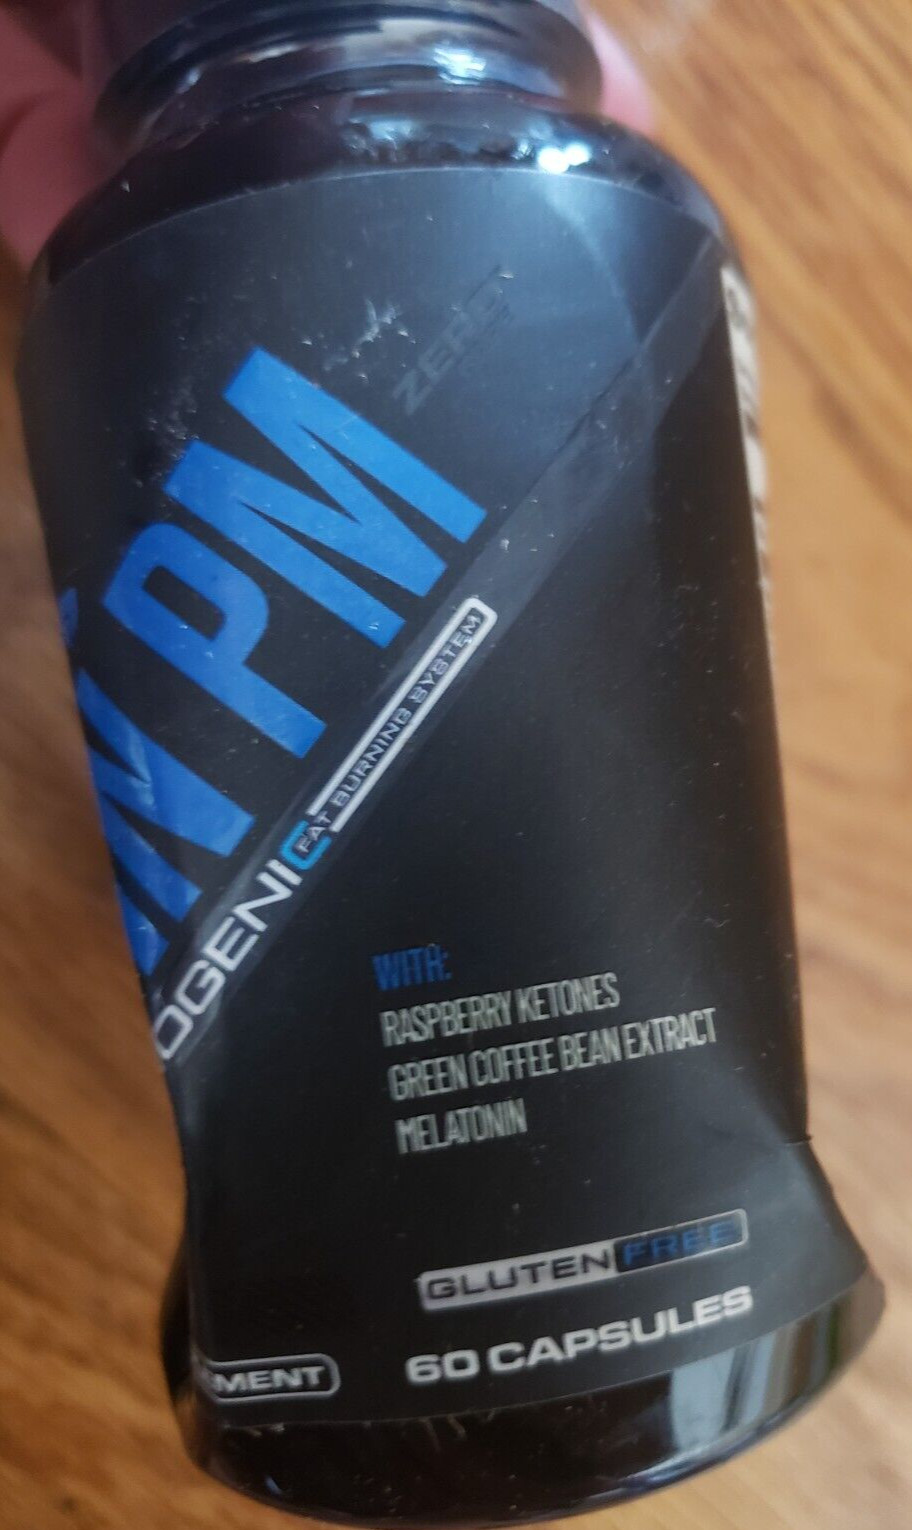 ZERO
N PM
OGENIC FAT BURNING SYSTEM
WITH:
RASPBERRY KETONES
GREEN COFFEE BEAN EXTRACT
MELATONIN
GLUTEN FREE
MENT
60 CAPSULES